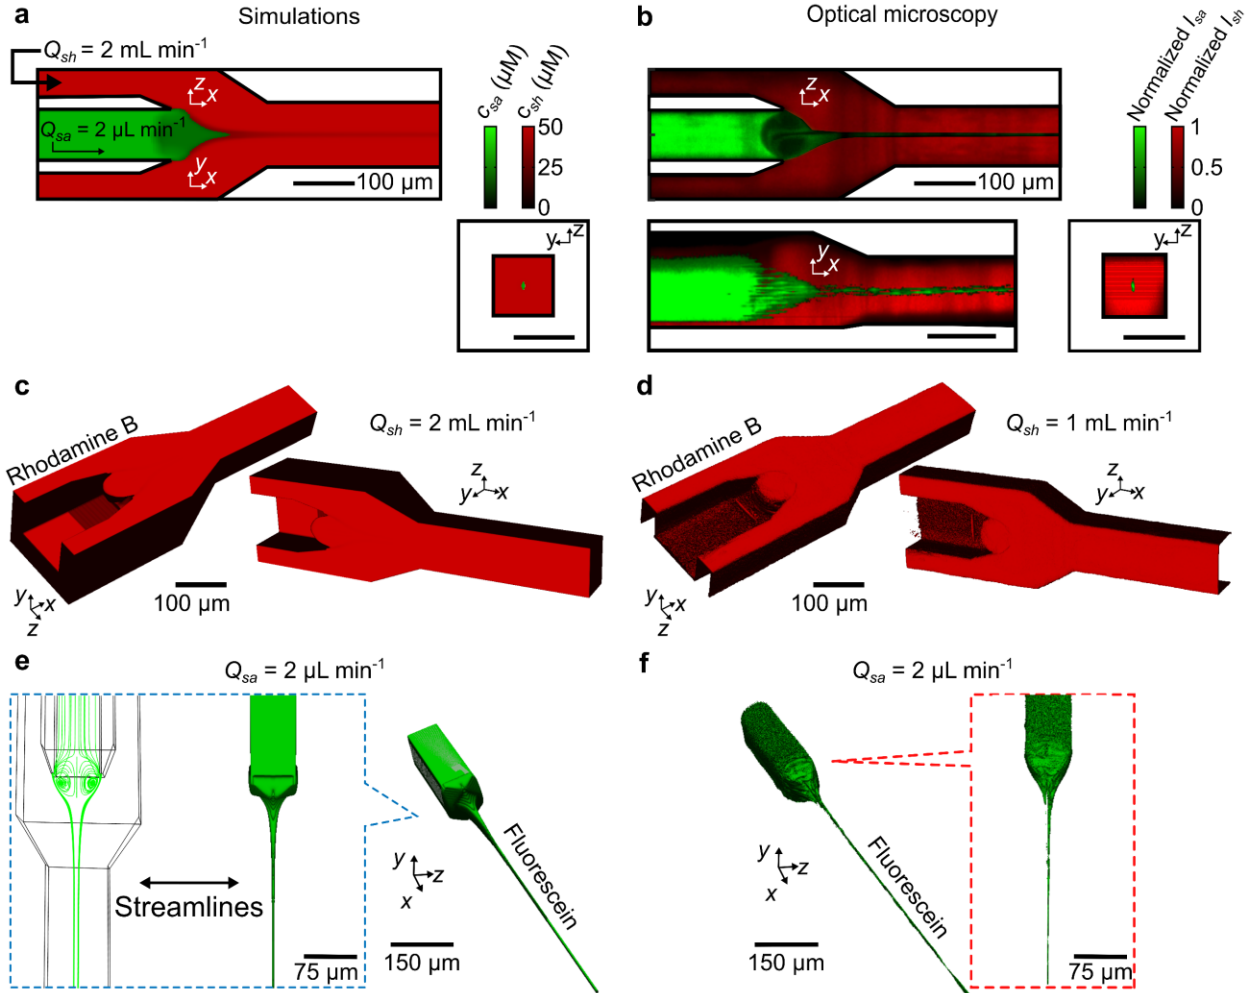 a
Simulations
Q_sh = 2 mL min⁻¹
z
x
Q_sa = 2 µL min⁻¹
y
x
100 µm
c_sa (µM)
c_sh (µM)
50
25
0
y
z
b
Optical microscopy
z
x
100 µm
Normalized I_sa
Normalized I_sh
1
0.5
0
y
x
y
z
c
Rhodamine B
Q_sh = 2 mL min⁻¹
z
y
x
y
x
z
100 µm
d
Rhodamine B
Q_sh = 1 mL min⁻¹
z
y
x
y
x
z
100 µm
e
Q_sa = 2 µL min⁻¹
Streamlines
75 µm
y
z
x
150 µm
Fluorescein
f
Q_sa = 2 µL min⁻¹
y
z
x
150 µm
Fluorescein
75 µm